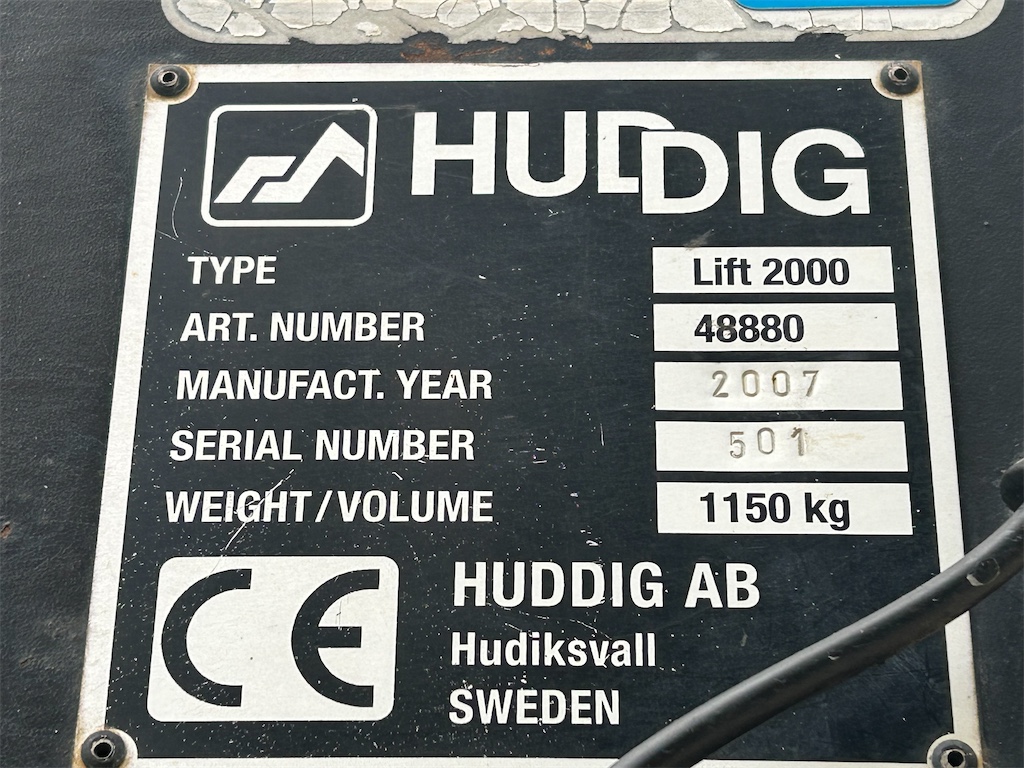 HUDDIG
TYPE Lift 2000
ART. NUMBER 48880
MANUFACT. YEAR 2007
SERIAL NUMBER 501
WEIGHT/VOLUME 1150 kg
CE HUDDIG AB
Hudiksvall
SWEDEN